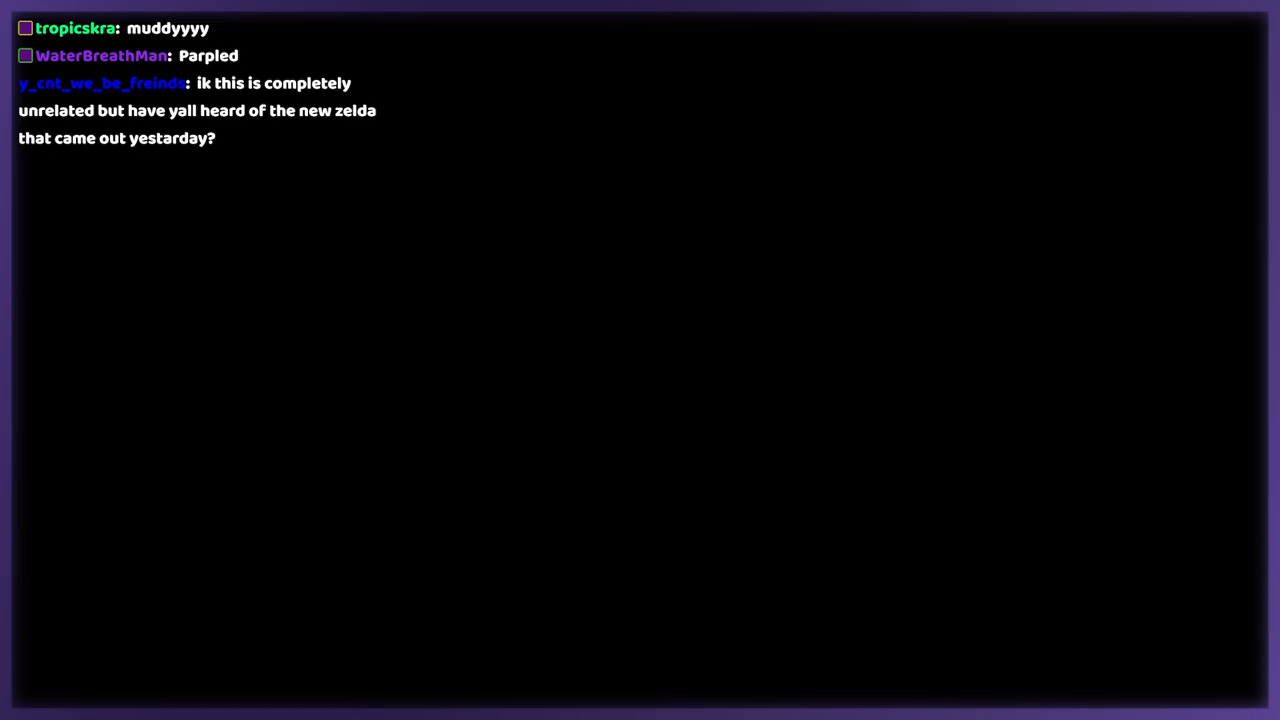 tropicskra: muddyyyy
WaterBreathMan: Parpled
y_cnt_we_be_freinds: ik this is completely
unrelated but have yall heard of the new zelda
that came out yestarday?